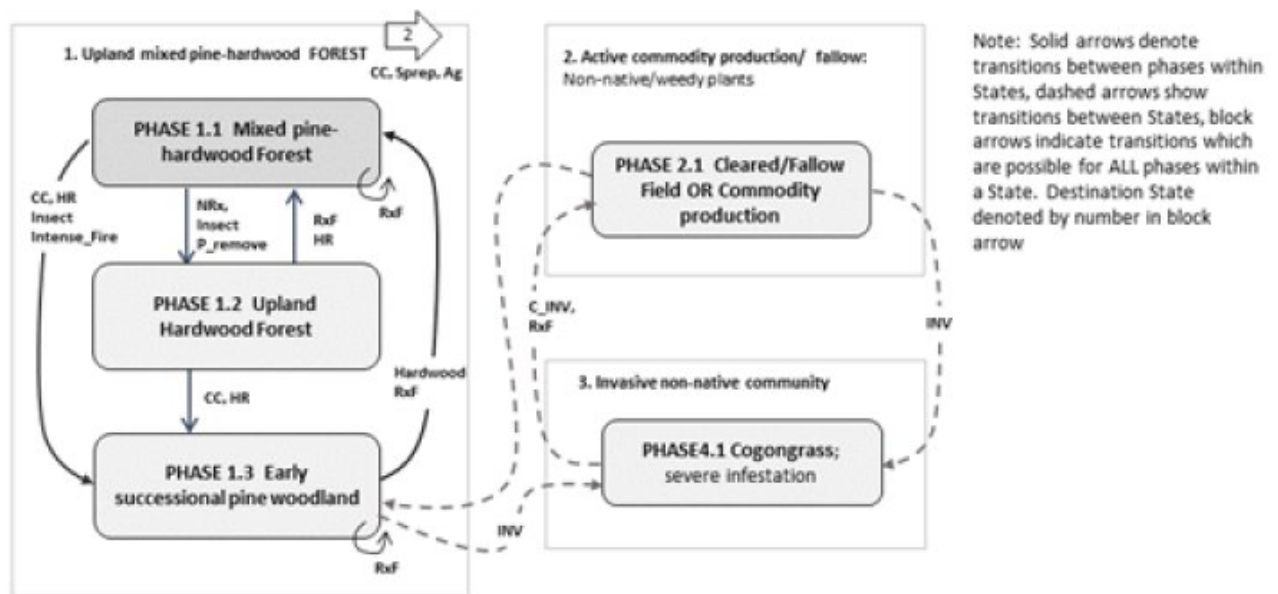 2
1. Upland mixed pine-hardwood FOREST
CC, Sprep, Ag
PHASE 1.1 Mixed pine-
hardwood Forest
RxF
CC, HR
Insect
Intense_Fire
NRx,
Insect
P_remove
RxF
HR
PHASE 1.2 Upland
Hardwood Forest
Hardwood
RxF
CC, HR
PHASE 1.3 Early
successional pine woodland
RxF
2. Active commodity production/ fallow:
Non-native/weedy plants
PHASE 2.1 Cleared/Fallow
Field OR Commodity
production
C_INV,
RxF
INV
3. Invasive non-native community
PHASE4.1 Cogongrass;
severe infestation
INV
Note: Solid arrows denote
transitions between phases within
States, dashed arrows show
transitions between States, block
arrows indicate transitions which
are possible for ALL phases within
a State. Destination State
denoted by number in block
arrow